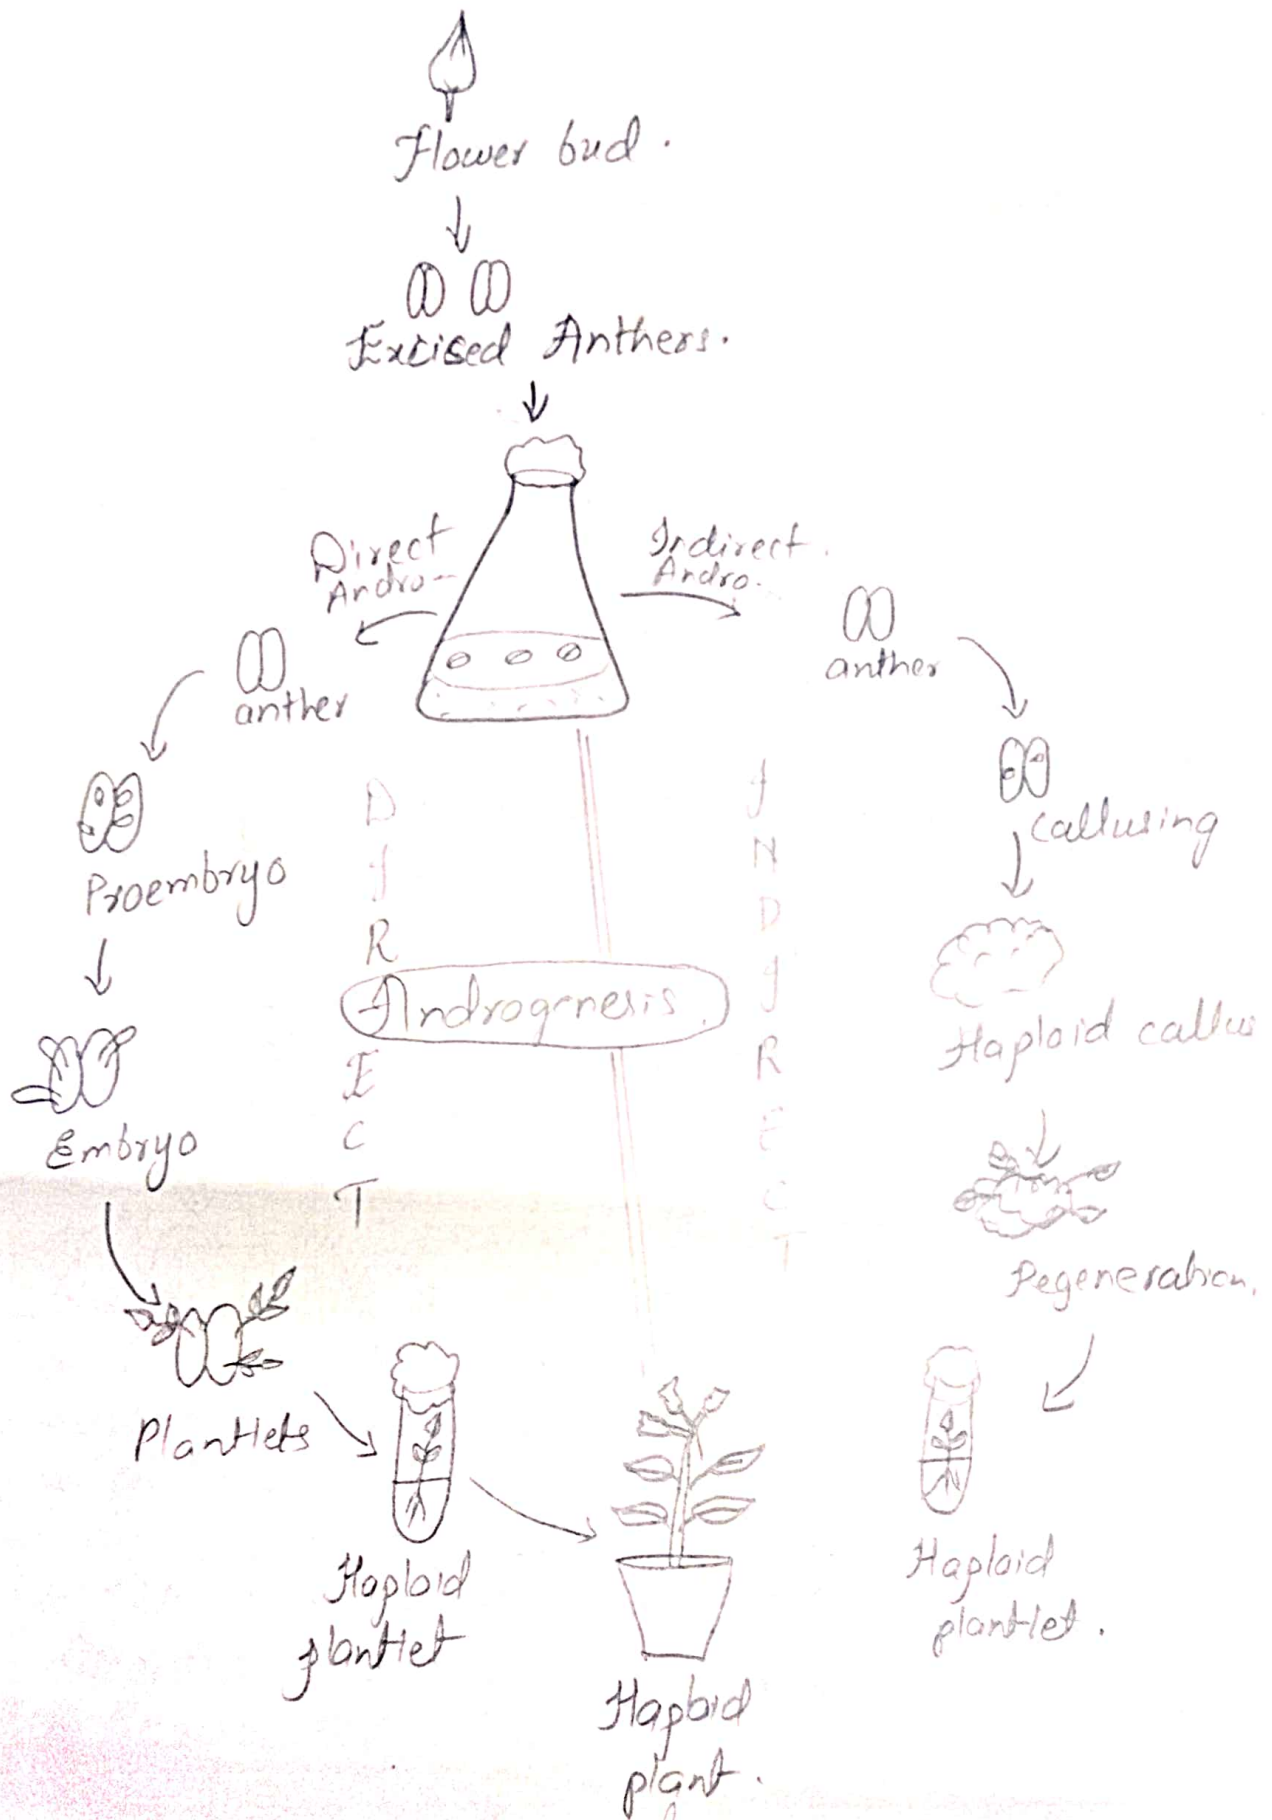 Flower bud.
Excised Anthers.
Direct
Andro--
Indirect.
Andro..
anther
anther
Proembryo
Callusing
DIRECT
INDIRECT
Androgenesis.
Haploid callus
Embryo
Regeneration.
Plantlets
Haploid
plantlet
Haploid
plantlet.
Haploid
plant.